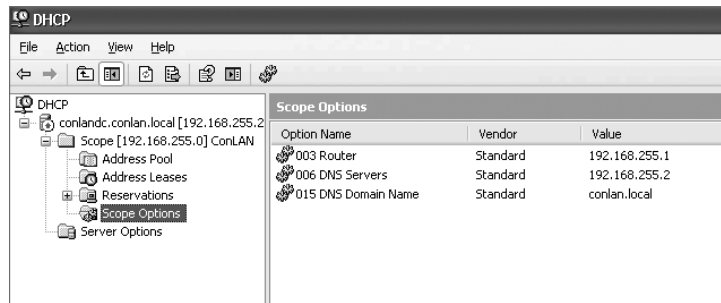 DHCP
File Action View Help
DHCP
conlandc.conlan.local [192.168.255.2
Scope [192.168.255.0] ConLAN
Address Pool
Address Leases
Reservations
Scope Options
Server Options
Scope Options
Option Name Vendor Value
003 Router Standard 192.168.255.1
006 DNS Servers Standard 192.168.255.2
015 DNS Domain Name Standard conlan.local